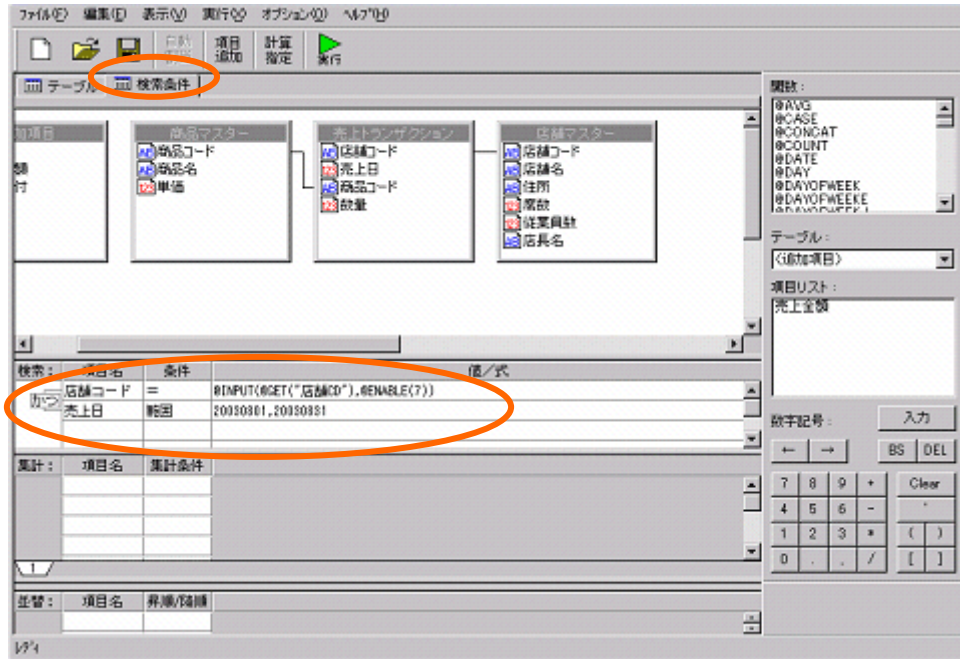 ファイル(F) 編集(E) 表示(V) 実行(X) オプション(O) ヘルプ(H)
項目追加 計算指定 実行
テーブル 検索条件
加項目 商品マスター 売上トランザクション 店舗マスター
額
付
商品コード
商品名
単価
店舗コード
売上日
商品コード
数量
店舗コード
店舗名
住所
席数
従業員数
店長名
検索: 項目名 条件 値/式
かつ
店舗コード = @INPUT(@GET("店舗CD"),@ENABLE(7))
売上日 範囲 20030801,20030831
集計: 項目名 集計条件
1
並替: 項目名 昇順/降順
レディ
関数:
@AVG
@CASE
@CONCAT
@COUNT
@DATE
@DAY
@DAYOFWEEK
@DAYOFWEEKE
テーブル:
<追加項目>
項目リスト:
売上金額
数字記号: 入力
← → BS DEL
7 8 9 + Clear
4 5 6 -
1 2 3 * ( )
0 . , / [ ]